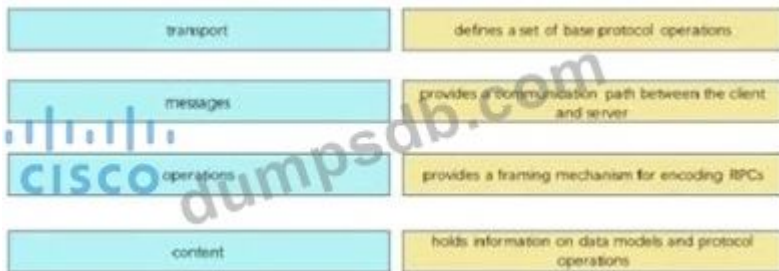 transport
defines a set of base protocol operations
messages
provides a communication path between the client
and server
operations
provides a framing mechanism for encoding RPCs
content
holds information on data models and protocol
operations
CISCO
dumpsdb.com